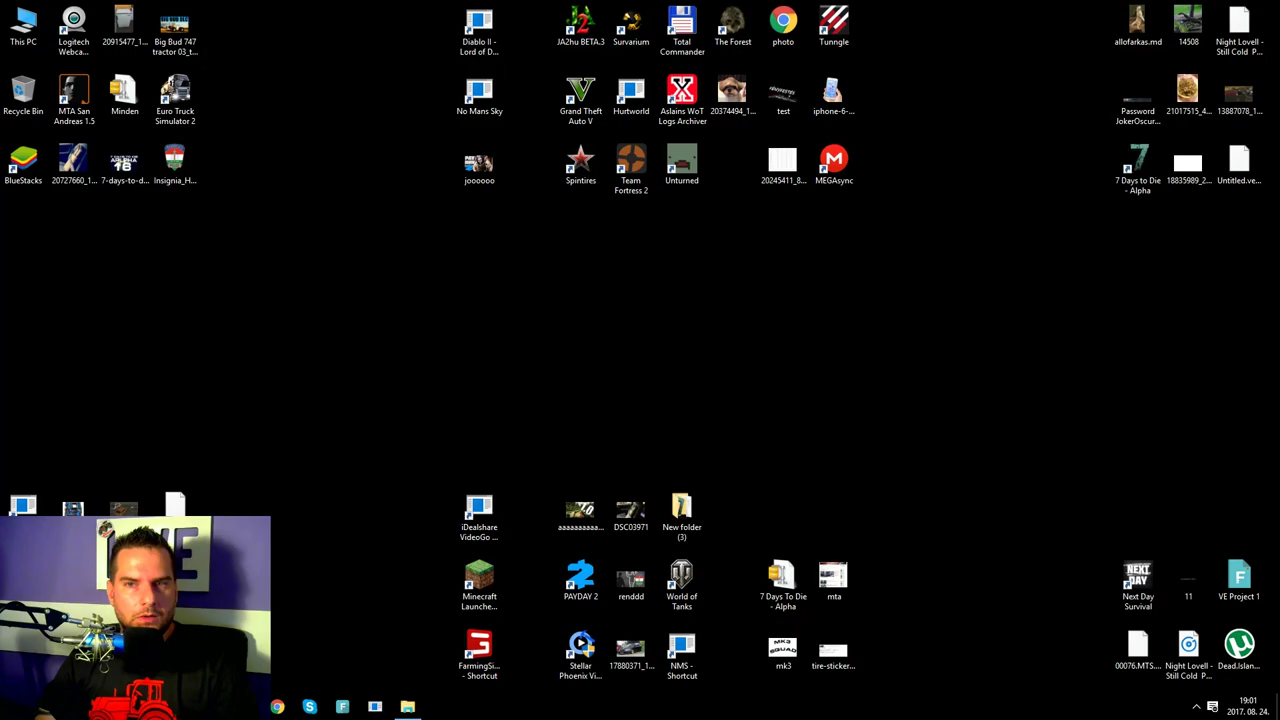 This PC
Logitech
Webca...
20915477_1...
Big Bud 747
tractor 03_t...
Diablo II -
Lord of D...
JA2hu BETA.3
Survarium
Total
Commander
The Forest
photo
Tunngle
allofarkas.md
14508
Night Lovell -
Still Cold P...
Recycle Bin
MTA San
Andreas 1.5
Minden
Euro Truck
Simulator 2
No Mans Sky
Grand Theft
Auto V
Hurtworld
Aslains WoT
Logs Archiver
20374494_1...
test
iphone-6-...
Password
JokerOscur...
21017515_4...
13887078_1...
BlueStacks
20727660_1...
7-days-to-d...
Insignia_H...
joooooo
Spintires
Team
Fortress 2
Unturned
20245411_8...
MEGAsync
7 Days to Die
- Alpha
18835989_2...
Untitled.ve...
iDealshare
VideoGo ...
aaaaaaaaaa...
DSC03971
New folder
(3)
Minecraft
Launche...
PAYDAY 2
renddd
World of
Tanks
7 Days To Die
- Alpha
mta
NEXT
DAY
Next Day
Survival
11
VE Project 1
FarmingSi...
- Shortcut
Stellar
Phoenix Vi...
17880371_1...
NMS -
Shortcut
MK3
SQUAD
mk3
tire-sticker...
00076.MTS....
Night Lovell -
Still Cold P...
Dead.Islan...
19:01
2017. 08. 24.